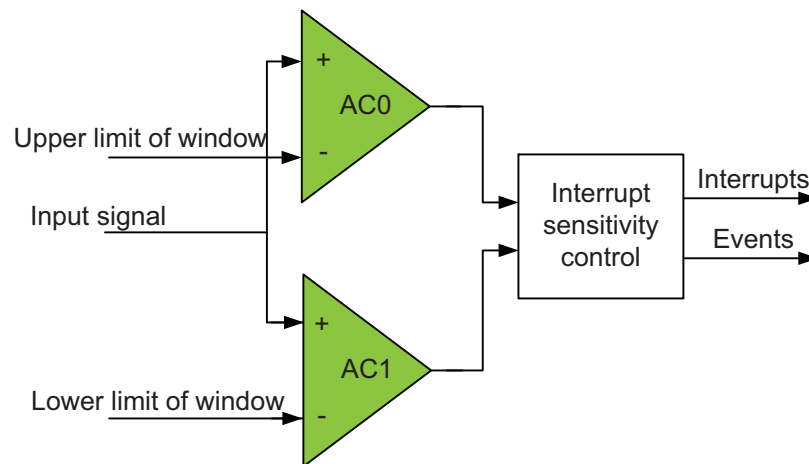 +
AC0
Upper limit of window
-
Input signal
Interrupt
sensitivity
control
Interrupts
Events
+
AC1
Lower limit of window
-